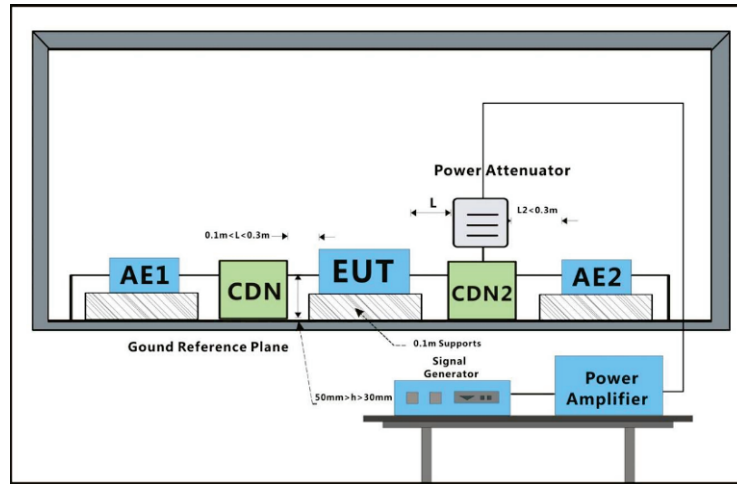 Power Attenuator
L
L2<0.3m
0.1m<L<0.3m
AE1
CDN
EUT
CDN2
AE2
Gound Reference Plane
0.1m Supports
50mm>h>30mm
Signal
Generator
Power
Amplifier